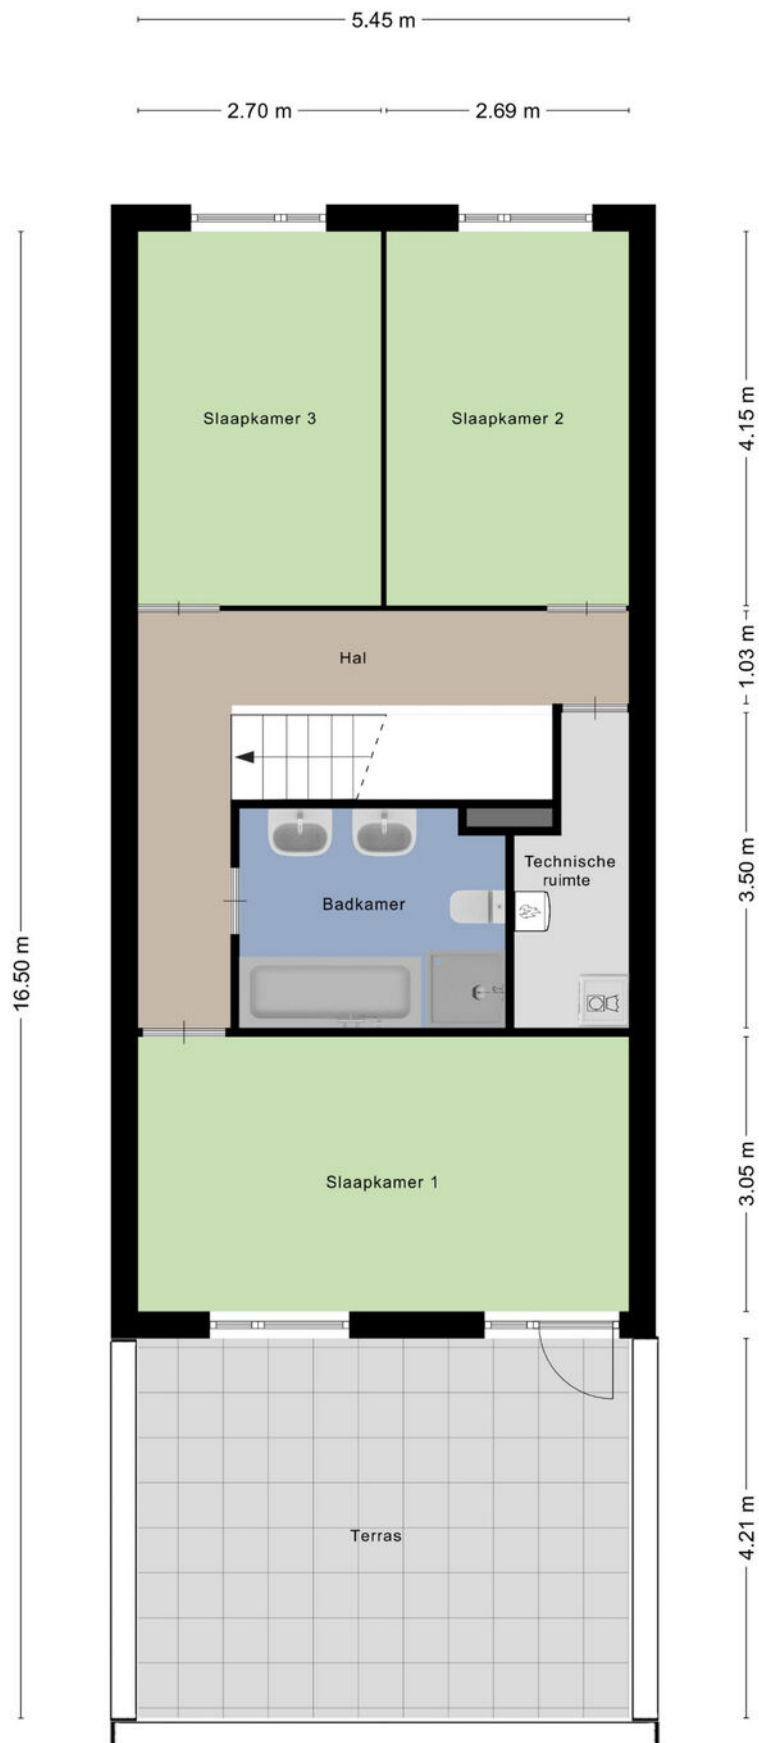 5.45 m
2.70 m
2.69 m
Slaapkamer 3
Slaapkamer 2
4.15 m
Hal
1.03 m
Technische
ruimte
3.50 m
Badkamer
16.50 m
Slaapkamer 1
3.05 m
Terras
4.21 m